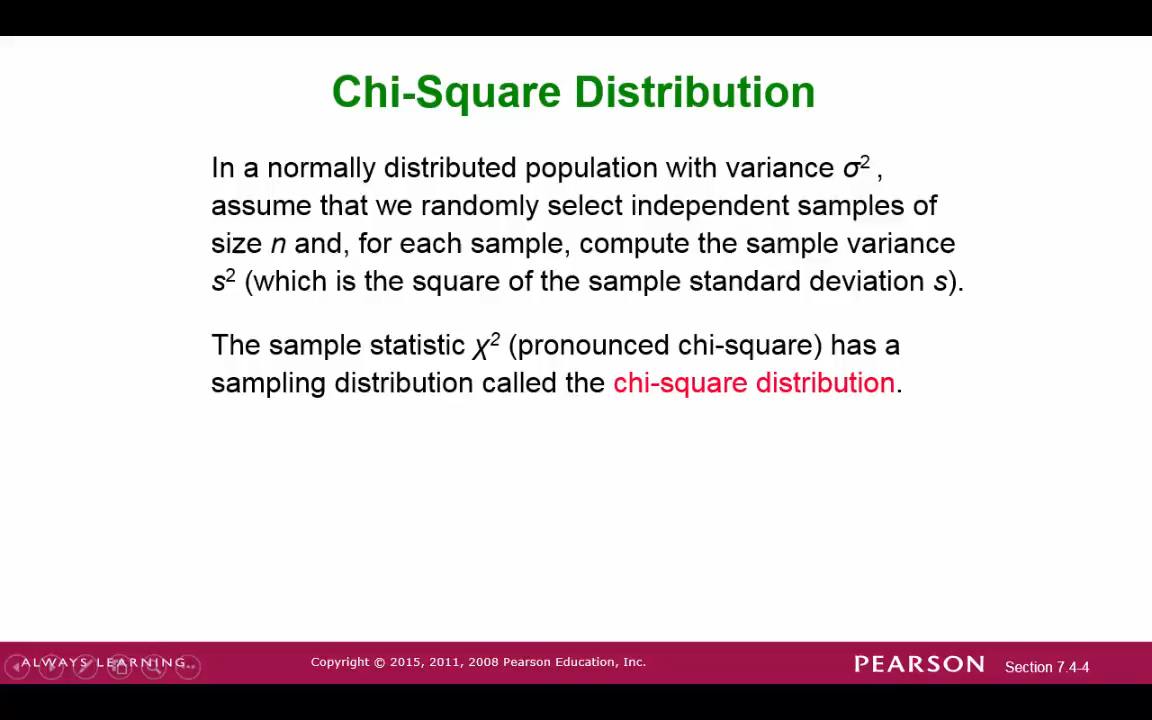 Chi-Square Distribution
In a normally distributed population with variance σ² ,
assume that we randomly select independent samples of
size n and, for each sample, compute the sample variance
s² (which is the square of the sample standard deviation s).
The sample statistic χ² (pronounced chi-square) has a
sampling distribution called the chi-square distribution.
ALWAYS LEARNING
Copyright © 2015, 2011, 2008 Pearson Education, Inc.
PEARSON
Section 7.4-4